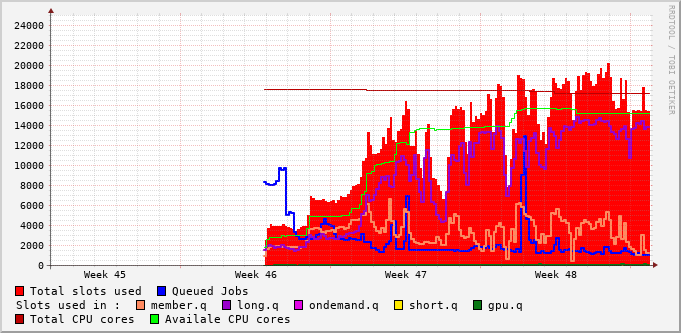 RRDTOOL / TOBI OETIKER
24000
22000
20000
18000
16000
14000
12000
10000
8000
6000
4000
2000
0
Week 45 Week 46 Week 47 Week 48
Total slots used Queued Jobs
Slots used in : member.q long.q ondemand.q short.q gpu.q
Total CPU cores Availale CPU cores